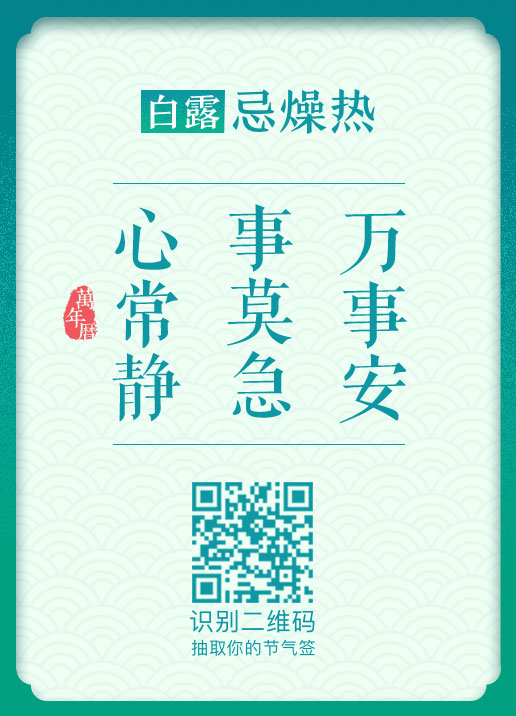 白露忌燥热
万事安
事莫急
心常静
萬年曆
识别二维码
抽取你的节气签